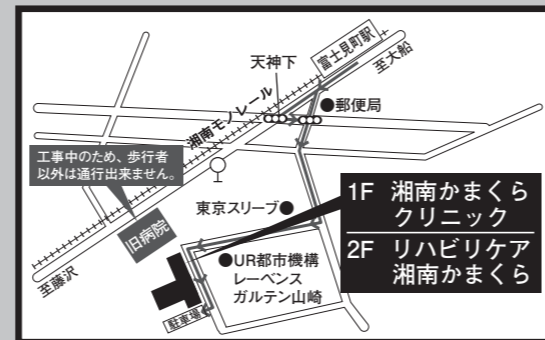 富士見町駅
至大船
天神下
●郵便局
湘南モノレール
工事中のため、歩行者
以外は通行出来ません。
旧病院
至藤沢
東京スリーブ●
1F 湘南かまくら
クリニック
2F リハビリケア
湘南かまくら
●UR都市機構
レーベンス
ガルテン山崎
駐車場